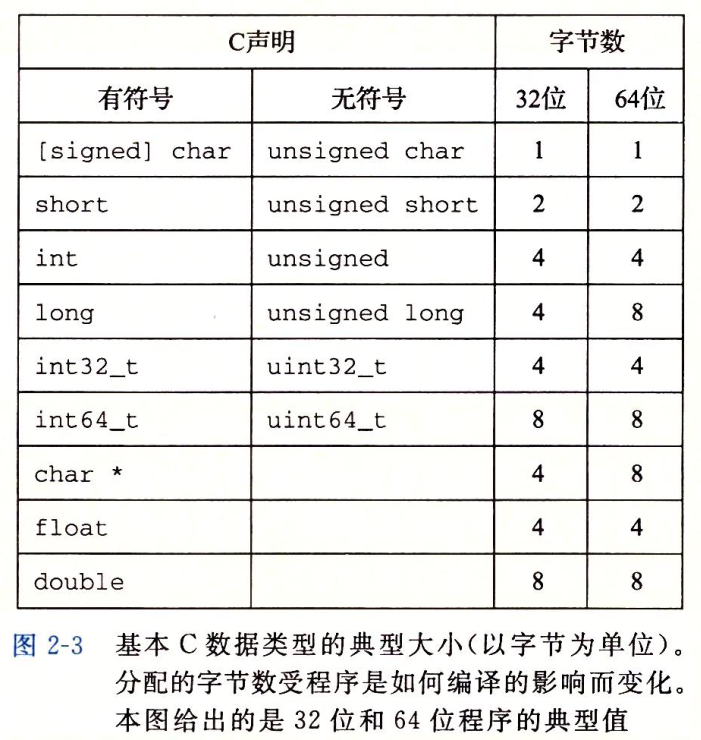 C声明 字节数
有符号 无符号 32位 64位
[signed] char unsigned char 1 1
short unsigned short 2 2
int unsigned 4 4
long unsigned long 4 8
int32_t uint32_t 4 4
int64_t uint64_t 8 8
char * 4 8
float 4 4
double 8 8
图 2-3 基本 C 数据类型的典型大小(以字节为单位)。
分配的字节数受程序是如何编译的影响而变化。
本图给出的是 32 位和 64 位程序的典型值